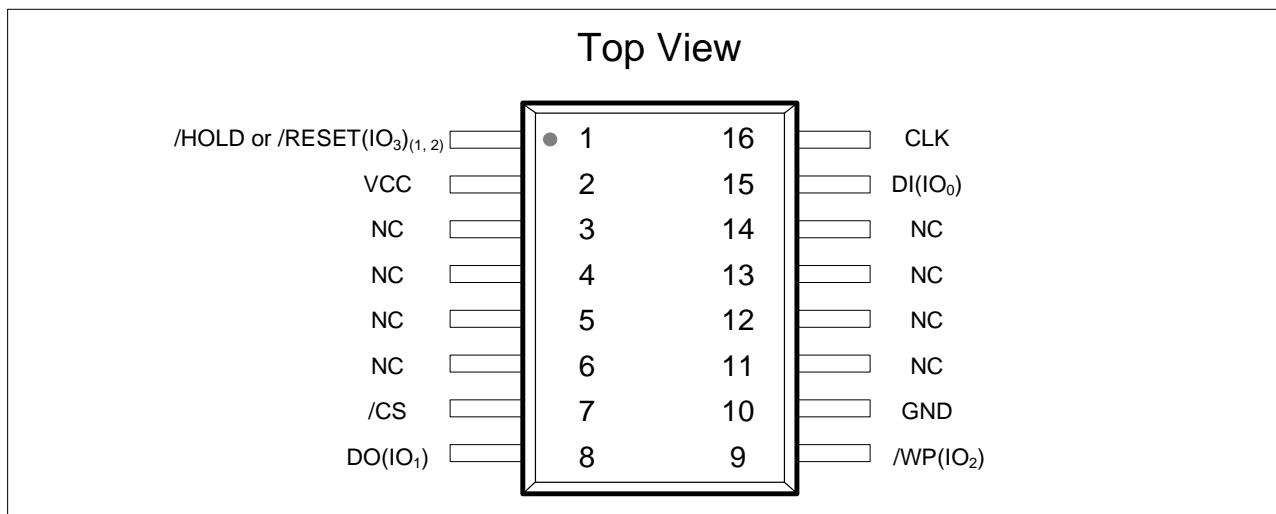 Top View
/HOLD or /RESET(IO₃)₍₁, ₂₎ 1 16 CLK
VCC 2 15 DI(IO₀)
NC 3 14 NC
NC 4 13 NC
NC 5 12 NC
NC 6 11 NC
/CS 7 10 GND
DO(IO₁) 8 9 /WP(IO₂)